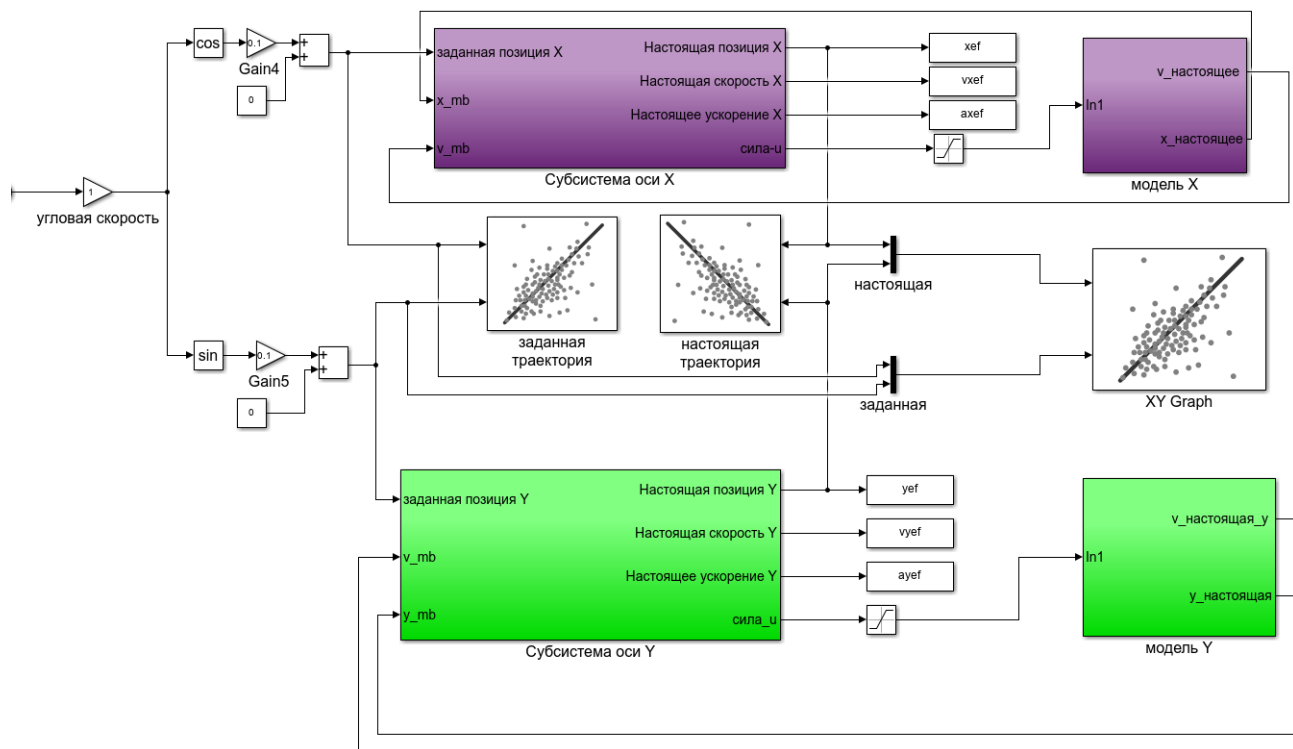 cos
0.1
+
+
Gain4
0
1
угловая скорость
sin
0.1
+
+
Gain5
0
заданная позиция X
x_mb
v_mb
Настоящая позиция X
Настоящая скорость X
Настоящее ускорение X
сила-u
Субсистема оси X
xef
vxef
axef
In1
v_настоящее
x_настоящее
модель X
заданная
траектория
настоящая
траектория
настоящая
заданная
XY Graph
заданная позиция Y
v_mb
y_mb
Настоящая позиция Y
Настоящая скорость Y
Настоящее ускорение Y
сила_u
Субсистема оси Y
yef
vyef
ayef
In1
v_настоящая_y
y_настоящая
модель Y